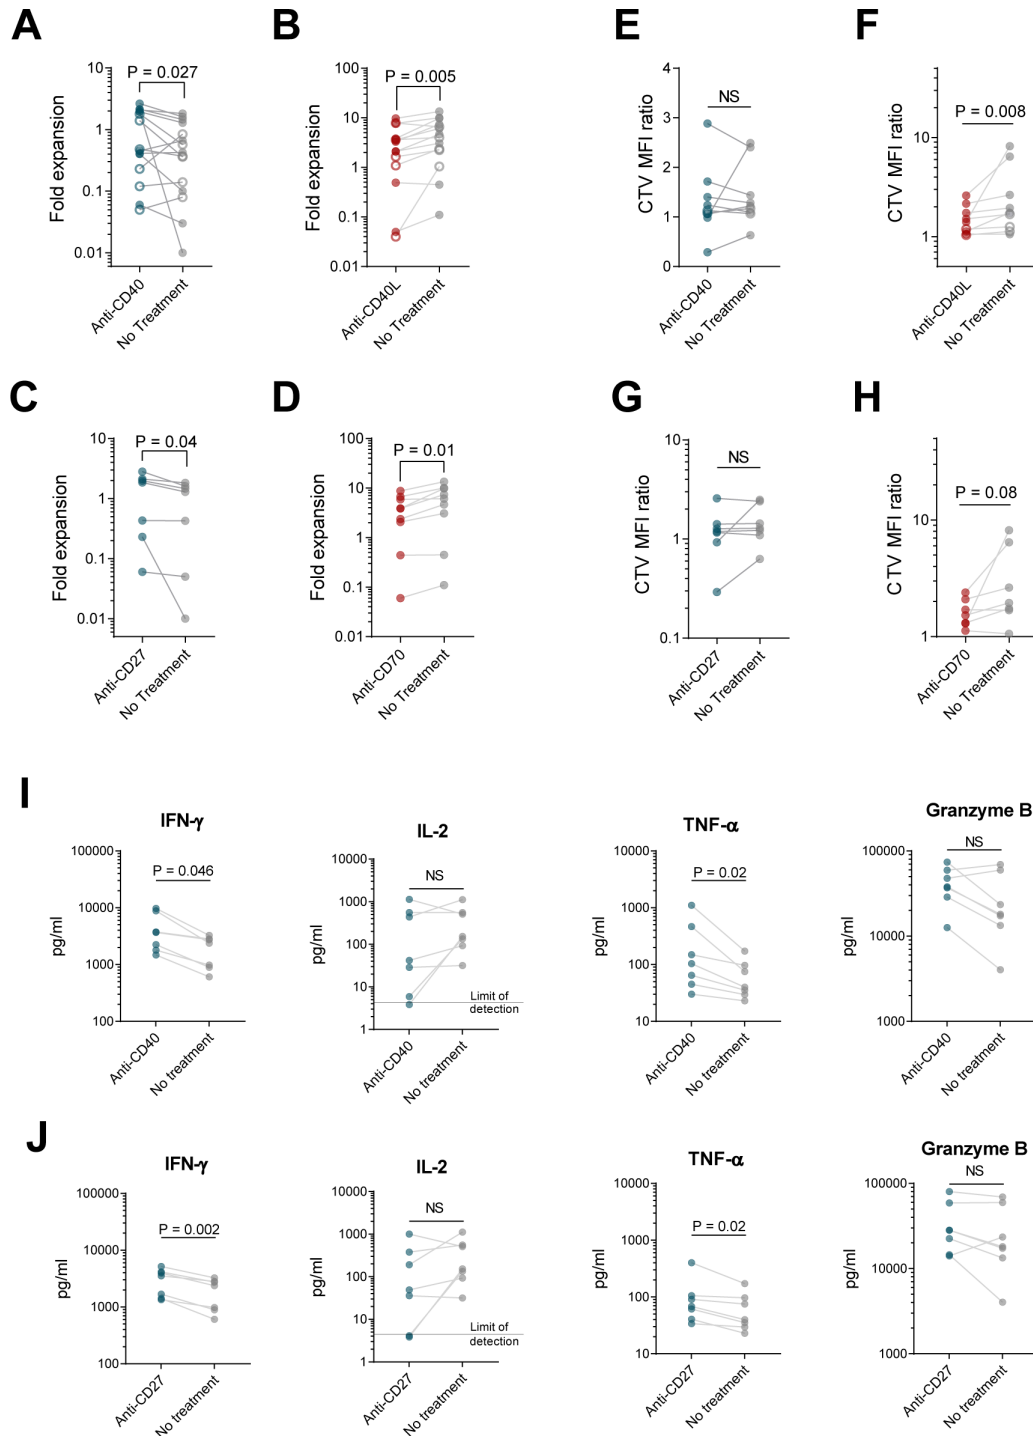 A
B
E
F
Fold expansion
10
1
0.1
0.01
P = 0.027
Anti-CD40
No Treatment
Fold expansion
100
10
1
0.1
0.01
P = 0.005
Anti-CD40L
No Treatment
CTV MFI ratio
4
3
2
1
0
NS
Anti-CD40
No Treatment
CTV MFI ratio
10
1
P = 0.008
Anti-CD40L
No Treatment
C
D
G
H
Fold expansion
10
1
0.1
0.01
P = 0.04
Anti-CD27
No Treatment
Fold expansion
100
10
1
0.1
0.01
P = 0.01
Anti-CD70
No Treatment
CTV MFI ratio
10
1
0.1
NS
Anti-CD27
No Treatment
CTV MFI ratio
10
1
P = 0.08
Anti-CD70
No Treatment
I
IFN-γ
pg/ml
100000
10000
1000
100
P = 0.046
Anti-CD40
No treatment
IL-2
pg/ml
10000
1000
100
10
1
NS
Limit of
detection
Anti-CD40
No treatment
TNF-α
pg/ml
10000
1000
100
10
P = 0.02
Anti-CD40
No treatment
Granzyme B
pg/ml
100000
10000
1000
NS
Anti-CD40
No treatment
J
IFN-γ
pg/ml
100000
10000
1000
100
P = 0.002
Anti-CD27
No treatment
IL-2
pg/ml
10000
1000
100
10
1
NS
Limit of
detection
Anti-CD27
No treatment
TNF-α
pg/ml
10000
1000
100
10
P = 0.02
Anti-CD27
No treatment
Granzyme B
pg/ml
100000
10000
1000
NS
Anti-CD27
No treatment